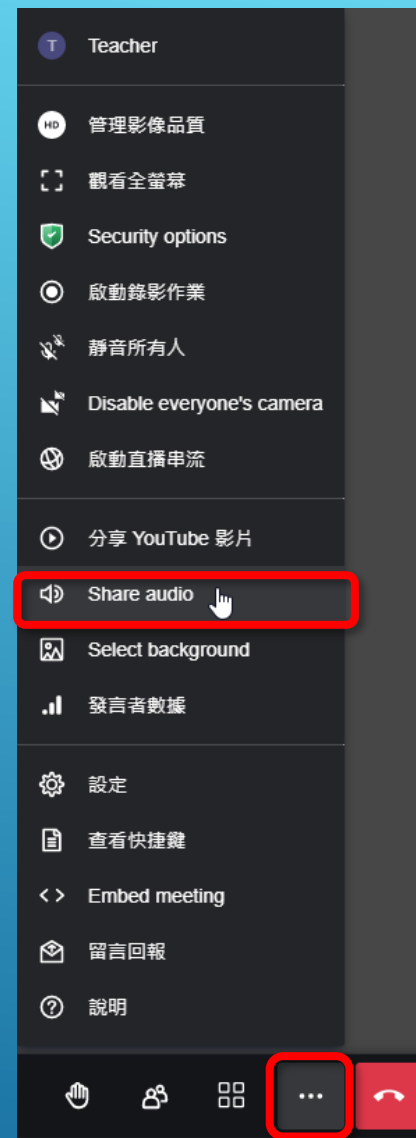 T Teacher
HD 管理影像品質
觀看全螢幕
Security options
啟動錄影作業
靜音所有人
Disable everyone's camera
啟動直播串流
分享 YouTube 影片
Share audio
Select background
發言者數據
設定
查看快捷鍵
Embed meeting
留言回報
說明